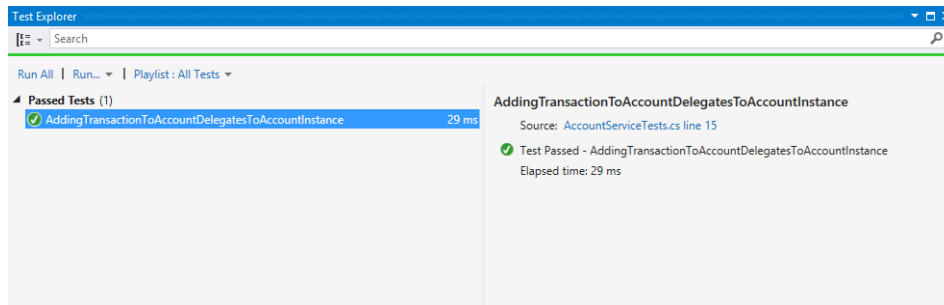 Test Explorer
Search
Run All | Run... | Playlist : All Tests
Passed Tests (1)
AddingTransactionToAccountDelegatesToAccountInstance 29 ms
AddingTransactionToAccountDelegatesToAccountInstance
Source: AccountServiceTests.cs line 15
Test Passed - AddingTransactionToAccountDelegatesToAccountInstance
Elapsed time: 29 ms